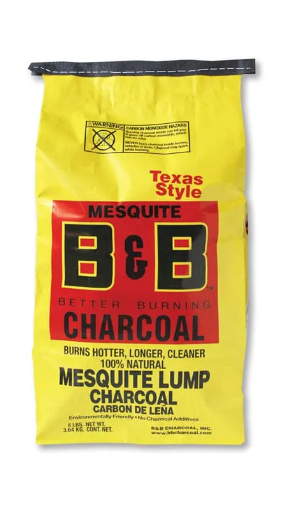 WARNING
CARBON MONOXIDE HAZARD
Texas
Style
MESQUITE
B & B
BETTER BURNING
CHARCOAL
BURNS HOTTER, LONGER, CLEANER
100% NATURAL
MESQUITE LUMP
CHARCOAL
CARBON DE LEÑA
Environmentally Friendly • No Chemical Additives
8 LBS. NET WT.
3.64 KG. CONT. NET.
B&B CHARCOAL, INC.
www.bbcharcoal.com